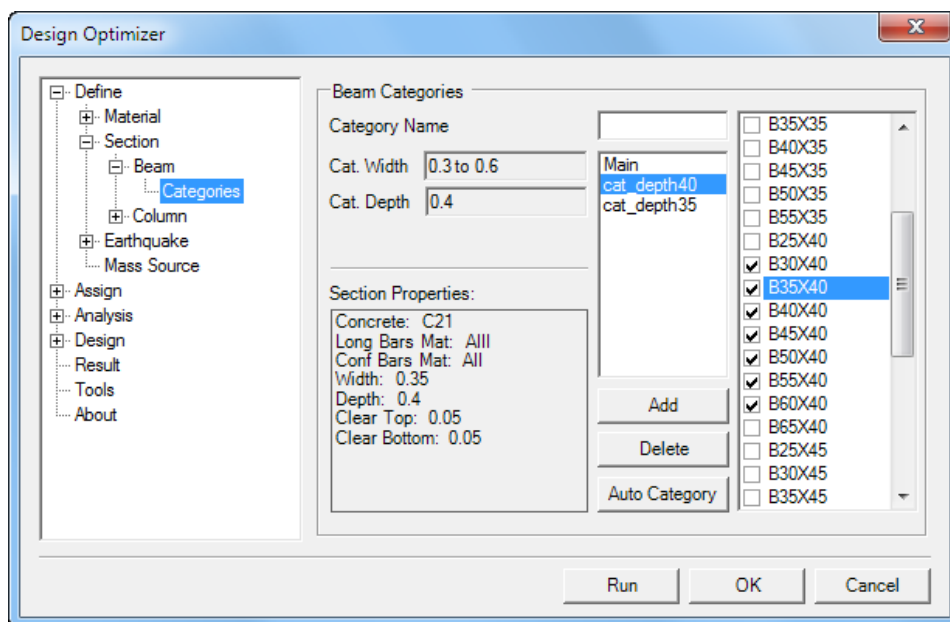 Design Optimizer
Define
Material
Section
Beam
Categories
Column
Earthquake
Mass Source
Assign
Analysis
Design
Result
Tools
About
Beam Categories
Category Name
Cat. Width 0.3 to 0.6
Cat. Depth 0.4
Section Properties:
Concrete: C21
Long Bars Mat: AIII
Conf Bars Mat: AII
Width: 0.35
Depth: 0.4
Clear Top: 0.05
Clear Bottom: 0.05
Main
cat_depth40
cat_depth35
Add
Delete
Auto Category
B35X35
B40X35
B45X35
B50X35
B55X35
B25X40
B30X40
B35X40
B40X40
B45X40
B50X40
B55X40
B60X40
B65X40
B25X45
B30X45
B35X45
Run
OK
Cancel